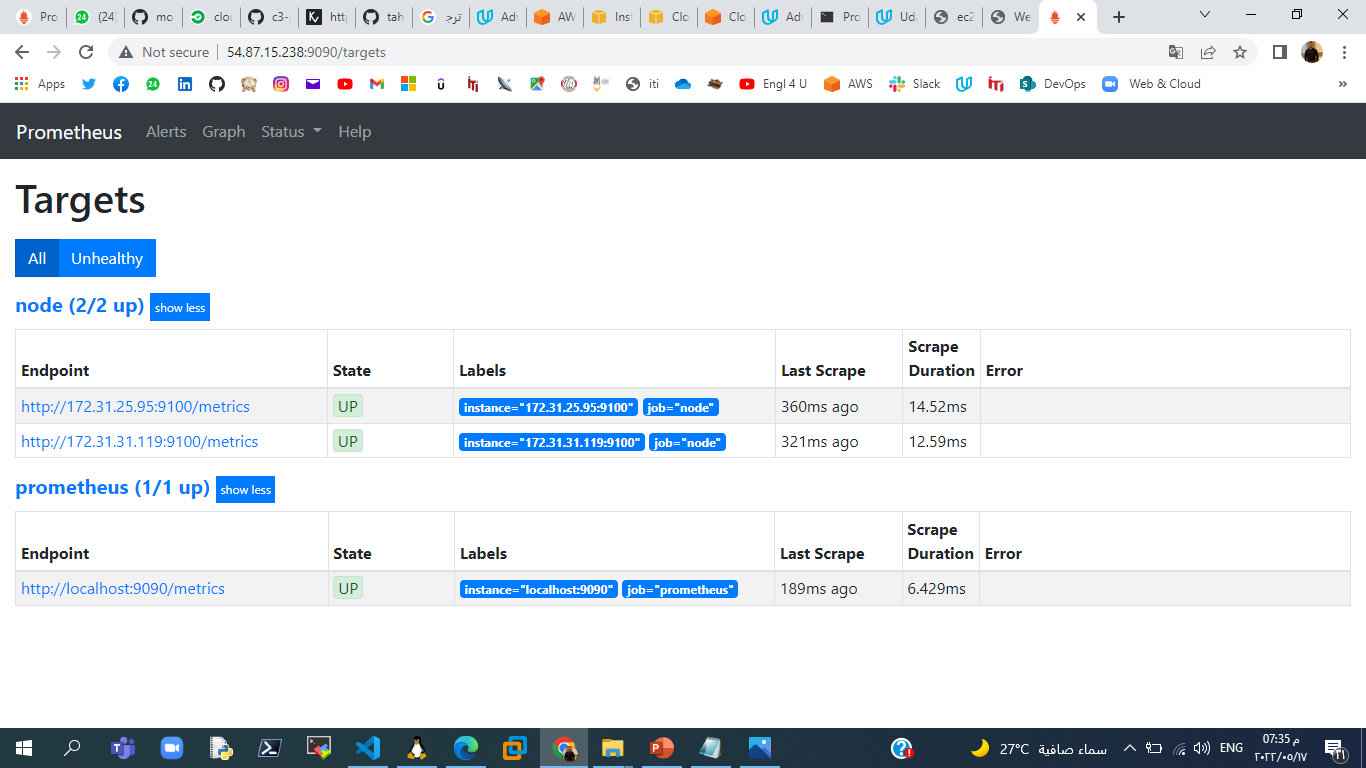 Pro
(24)
mo
clou
c3-
http
tah
ترج
Adv
AW
Inst
Clo
Clo
Adv
Pro
Uda
ec2
We
Not secure
54.87.15.238:9090/targets
Apps
24
iti
Engl 4 U
AWS
Slack
DevOps
Web & Cloud
»
Prometheus
Alerts
Graph
Status
Help
Targets
All
Unhealthy
node (2/2 up)
show less
Endpoint
State
Labels
Last Scrape
Scrape
Duration
Error
http://172.31.25.95:9100/metrics
UP
instance="172.31.25.95:9100"
job="node"
360ms ago
14.52ms
http://172.31.31.119:9100/metrics
UP
instance="172.31.31.119:9100"
job="node"
321ms ago
12.59ms
prometheus (1/1 up)
show less
Endpoint
State
Labels
Last Scrape
Scrape
Duration
Error
http://localhost:9090/metrics
UP
instance="localhost:9090"
job="prometheus"
189ms ago
6.429ms
27°C
سماء صافية
ENG
07:35 م
٢٠٢٢/٠٥/١٧